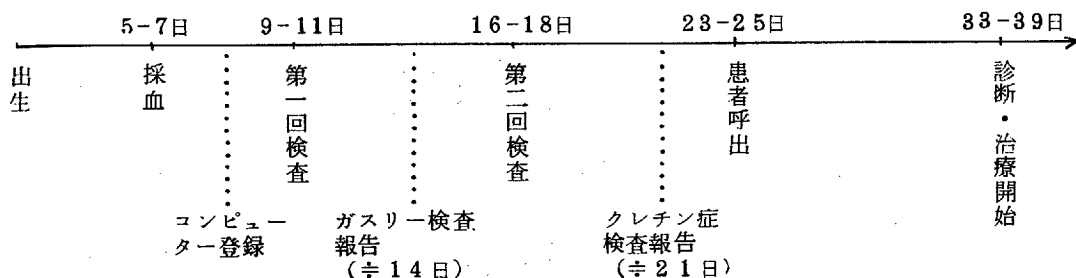 5-7日
9-11日
16-18日
23-25日
33-39日
出生
採血
第一回検査
第二回検査
患者呼出
診断・治療開始
コンピュー
ター登録
ガスリー検査
報告
(≒14日)
クレチン症
検査報告
(≒21日)